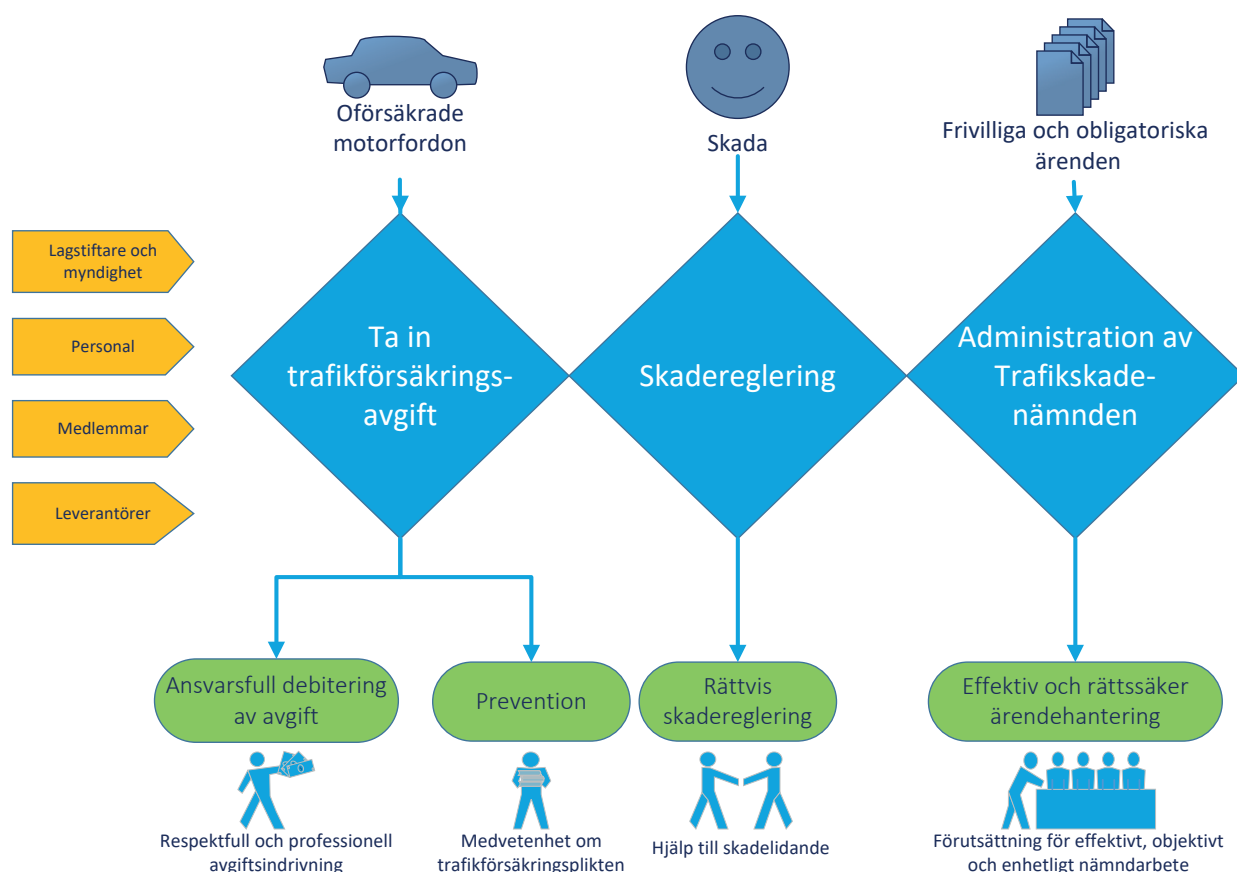 Oförsäkrade
motorfordon
Skada
Frivilliga och obligatoriska
ärenden
Lagstiftare och
myndighet
Personal
Medlemmar
Leverantörer
Ta in
trafikförsäkrings-
avgift
Skadereglering
Administration av
Trafikskade-
nämnden
Ansvarsfull debitering
av avgift
Prevention
Rättvis
skadereglering
Effektiv och rättssäker
ärendehantering
Respektfull och professionell
avgiftsindrivning
Medvetenhet om
trafikförsäkringsplikten
Hjälp till skadelidande
Förutsättning för effektivt, objektivt
och enhetligt nämndarbete